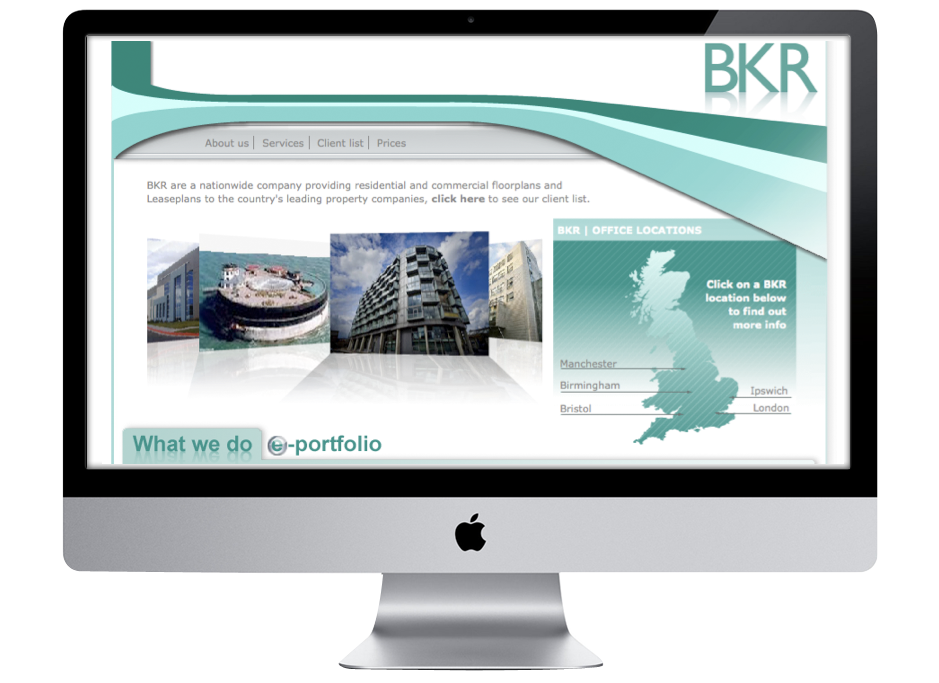 BKR
About us | Services | Client list | Prices
BKR are a nationwide company providing residential and commercial floorplans and
Leaseplans to the country's leading property companies, click here to see our client list.
BKR | OFFICE LOCATIONS
Click on a BKR
location below
to find out
more info
Manchester
Birmingham
Bristol
Ipswich
London
What we do
e-portfolio